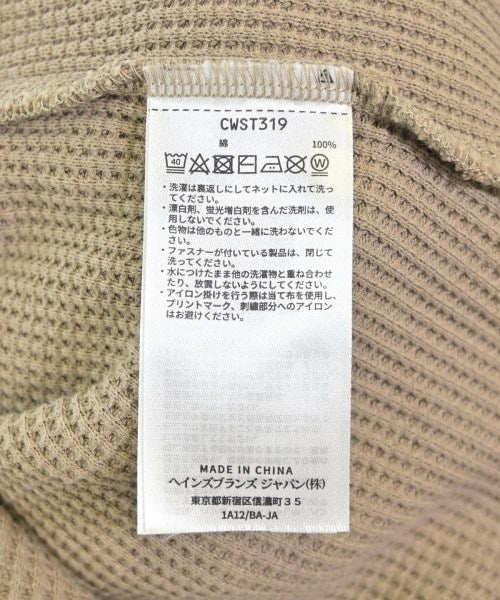 CWST319
綿 100%
40
W
・洗濯は裏返しにしてネットに入れて洗っ
てください。
・漂白剤、蛍光増白剤を含んだ洗剤は、使
用しないでください。
・色物は他のものと一緒に洗わないでくだ
さい。
・ファスナーが付いている製品は、閉じて
洗ってください。
・水につけたまま他の洗濯物と重ね合わせ
たり、放置しないようにしてください。
・アイロン掛けを行う際は当て布を使用し、
プリントマーク、刺繍部分へのアイロン
はお避けください。
MADE IN CHINA
ヘインズブランズ ジャパン(株)
東京都新宿区信濃町35
1A12/BA-JA